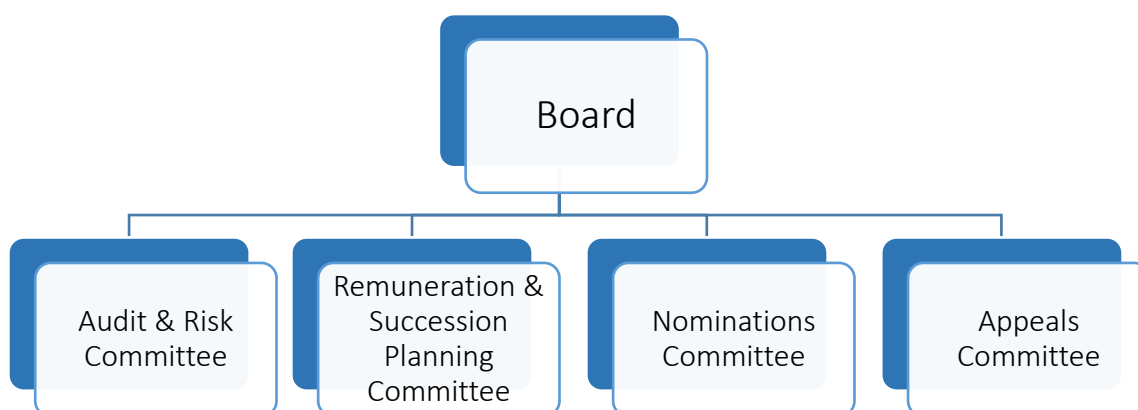 Board
Audit & Risk
Committee
Remuneration &
Succession
Planning
Committee
Nominations
Committee
Appeals
Committee